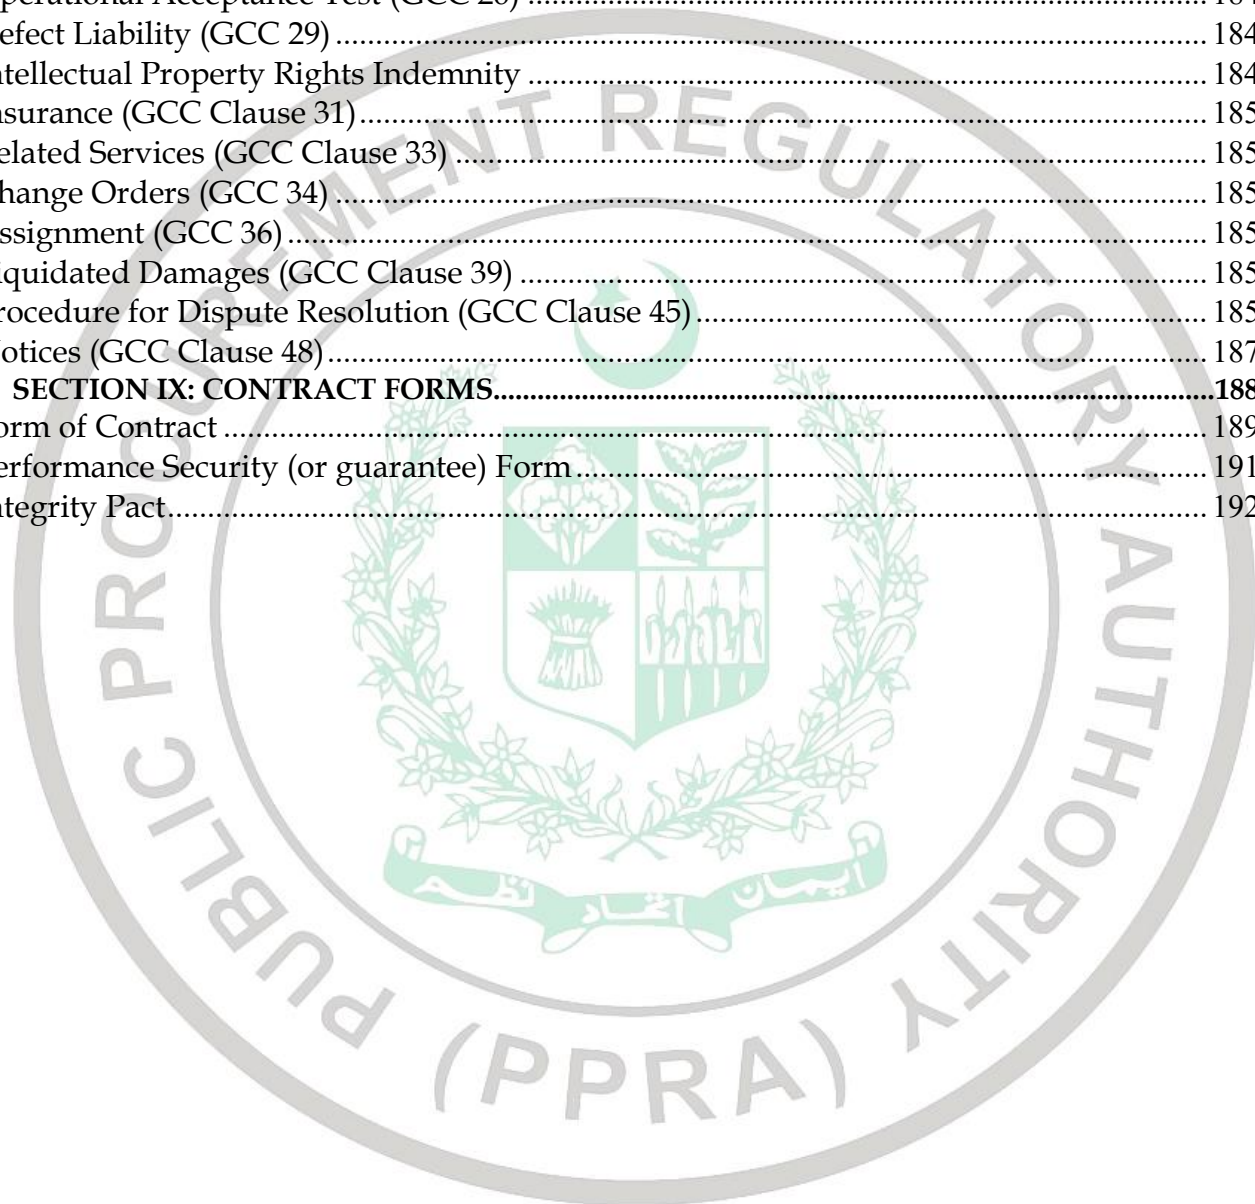 perational Acceptance Test (GCC
efect Liability (GCC 29) ........ 184
ntellectual Property Rights Indemnity ........ 184
nsurance (GCC Clause 31) ........ 185
elated Services (GCC Clause 33) ........ 185
hange Orders (GCC 34) ........ 185
ssignment (GCC 36) ........ 185
iquidated Damages (GCC Clause 39) ........ 185
rocedure for Dispute Resolution (GCC Clause 45) ........ 185
otices (GCC Clause 48) ........ 187
SECTION IX: CONTRACT FORMS........188
orm of Contract ........ 189
erformance Security (or guarantee) Form ........ 191
ntegrity Pact ........ 192
PUBLIC PROCUREMENT REGULATORY AUTHORITY
(PPRA)
ایمان اتحاد نظم